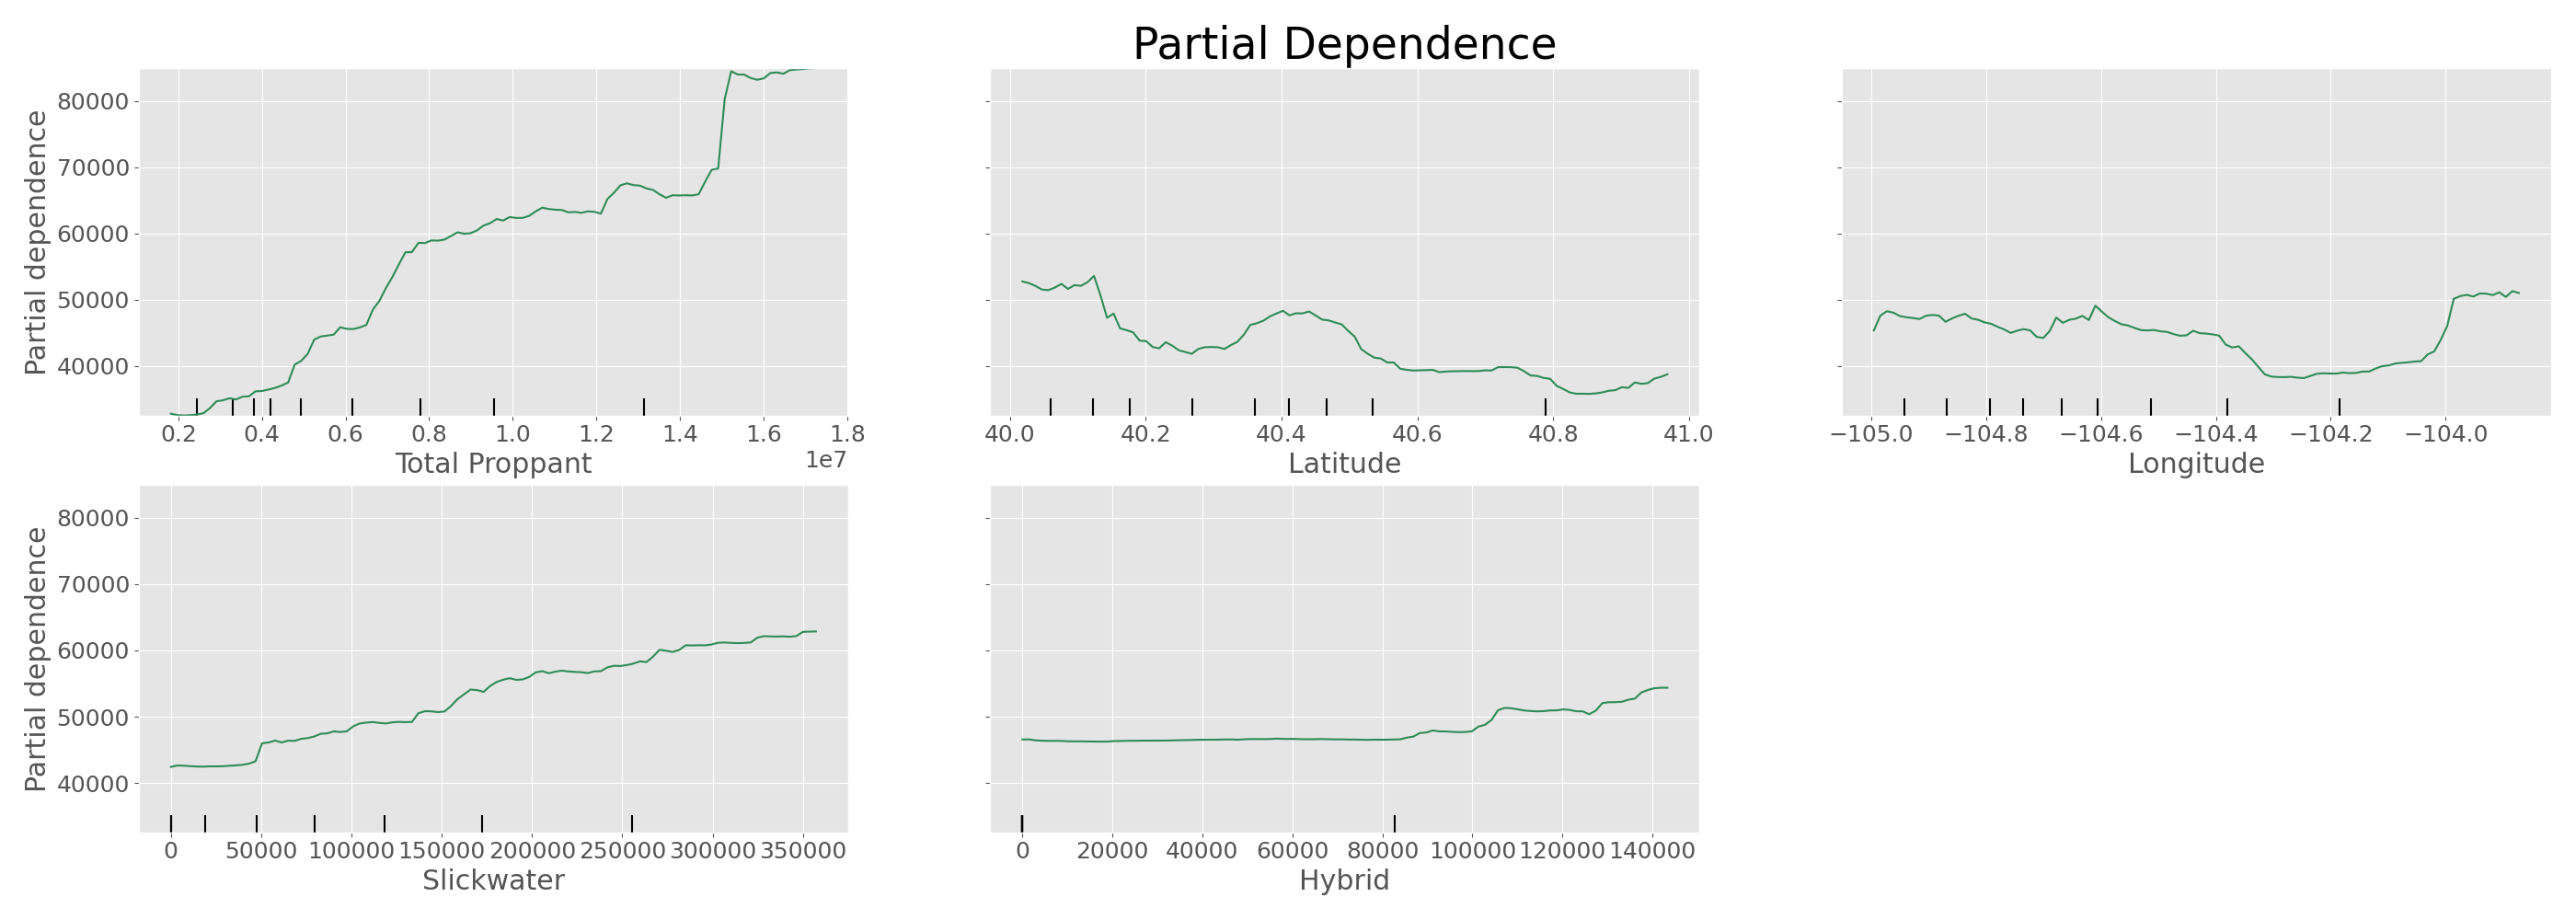 Partial Dependence
Partial dependence
80000
70000
60000
50000
40000
0.2 0.4 0.6 0.8 1.0 1.2 1.4 1.6 1.8
1e7
Total Proppant
40.0 40.2 40.4 40.6 40.8 41.0
Latitude
−105.0 −104.8 −104.6 −104.4 −104.2 −104.0
Longitude
Partial dependence
80000
70000
60000
50000
40000
0 50000 100000 150000 200000 250000 300000 350000
Slickwater
0 20000 40000 60000 80000 100000 120000 140000
Hybrid